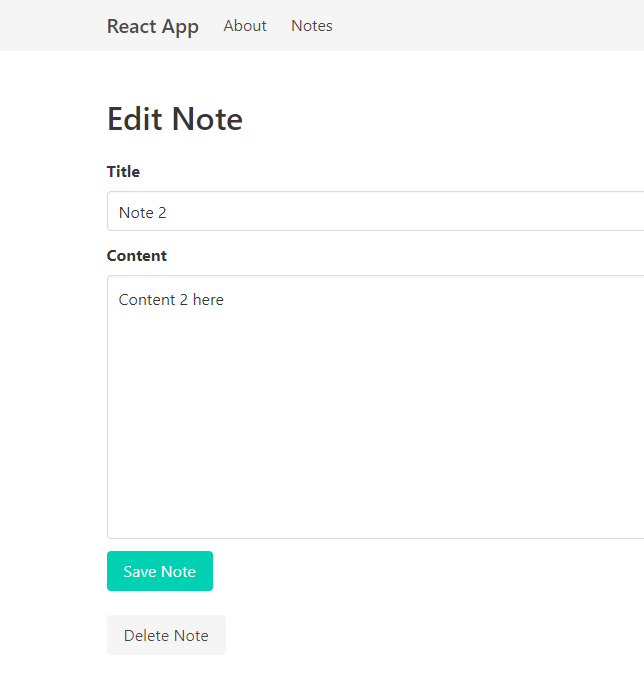 React App About Notes
Edit Note
Title
Note 2
Content
Content 2 here
Save Note
Delete Note